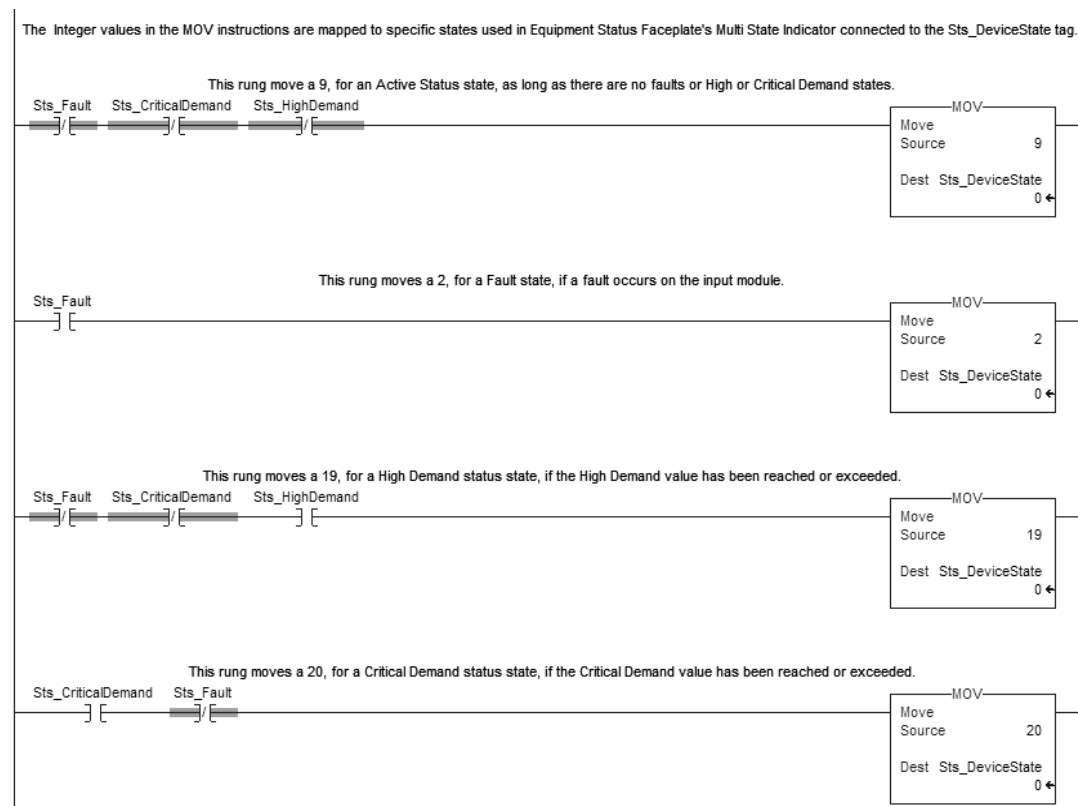 The Integer values in the MOV instructions are mapped to specific states used in Equipment Status Faceplate's Multi State Indicator connected to the Sts_DeviceState tag.
This rung move a 9, for an Active Status state, as long as there are no faults or High or Critical Demand states.
Sts_Fault Sts_CriticalDemand Sts_HighDemand
MOV
Move
Source 9
Dest Sts_DeviceState
0
This rung moves a 2, for a Fault state, if a fault occurs on the input module.
Sts_Fault
MOV
Move
Source 2
Dest Sts_DeviceState
0
This rung moves a 19, for a High Demand status state, if the High Demand value has been reached or exceeded.
Sts_Fault Sts_CriticalDemand Sts_HighDemand
MOV
Move
Source 19
Dest Sts_DeviceState
0
This rung moves a 20, for a Critical Demand status state, if the Critical Demand value has been reached or exceeded.
Sts_CriticalDemand Sts_Fault
MOV
Move
Source 20
Dest Sts_DeviceState
0